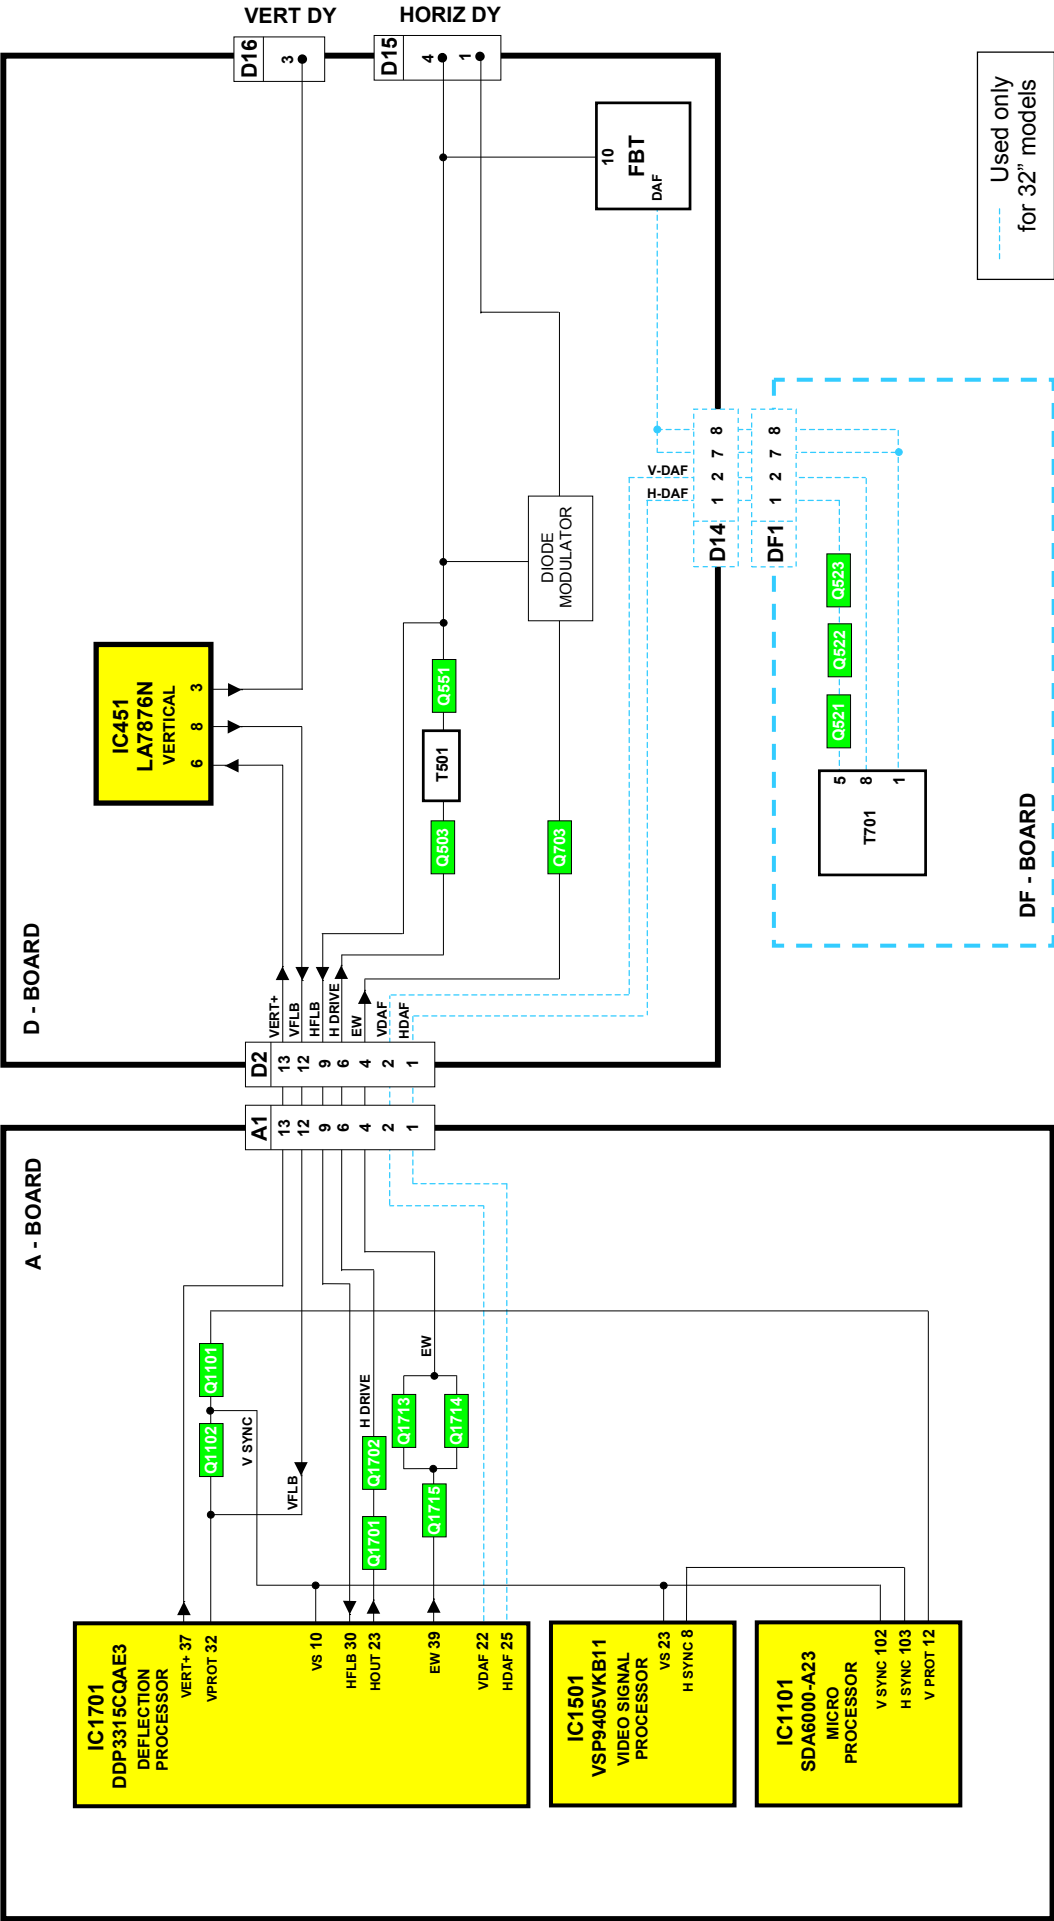 VERT DY
HORIZ DY
D16
3
D15
4
1
D - BOARD
IC451
LA7876N
VERTICAL
6
8
3
10
FBT
DAF
Q503
T501
Q551
Q703
DIODE
MODULATOR
V-DAF
H-DAF
D14
1
2
7
8
DF1
1
2
7
8
Used only
for 32" models
DF - BOARD
T701
5
8
1
Q521
Q522
Q523
VERT+
VFLB
HFLB
H DRIVE
EW
VDAF
HDAF
D2
13
12
9
6
4
2
1
A1
13
12
9
6
4
2
1
A - BOARD
IC1701
DDP3315CQAE3
DEFLECTION
PROCESSOR
VERT+ 37
VPROT 32
VS 10
HFLB 30
HOUT 23
EW 39
VDAF 22
HDAF 25
Q1102
Q1101
V SYNC
VFLB
Q1701
Q1702
H DRIVE
Q1715
Q1713
Q1714
EW
IC1501
VSP9405VKB11
VIDEO SIGNAL
PROCESSOR
VS 23
H SYNC 8
IC1101
SDA6000-A23
MICRO
PROCESSOR
V SYNC 102
H SYNC 103
V PROT 12